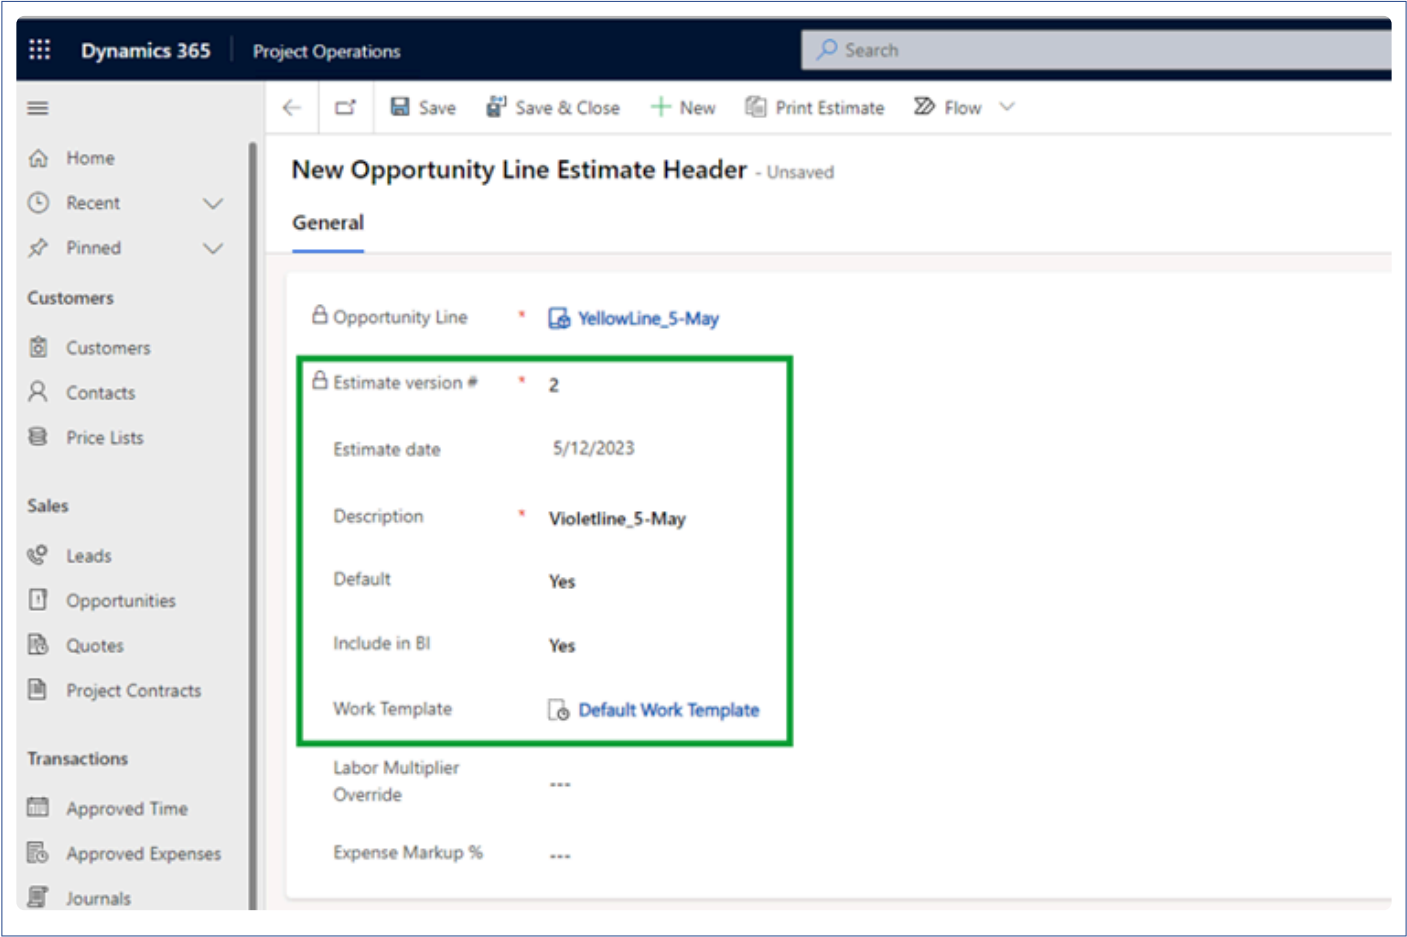 Dynamics 365
Project Operations
Search
Save
Save & Close
New
Print Estimate
Flow
New Opportunity Line Estimate Header - Unsaved
General
Home
Recent
Pinned
Customers
Customers
Contacts
Price Lists
Sales
Leads
Opportunities
Quotes
Project Contracts
Transactions
Approved Time
Approved Expenses
Journals
Opportunity Line * YellowLine_5-May
Estimate version # * 2
Estimate date 5/12/2023
Description * Violetline_5-May
Default Yes
Include in BI Yes
Work Template Default Work Template
Labor Multiplier
Override ---
Expense Markup % ---